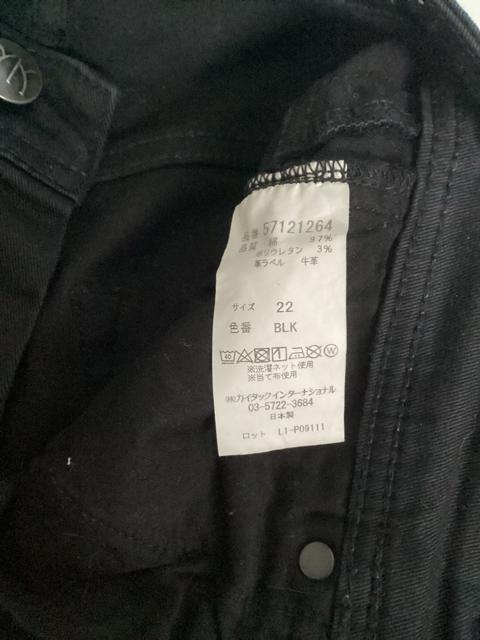 品番 57121264
品質 綿 97%
ポリウレタン 3%
革ラベル 牛革
サイズ 22
色番 BLK
40 W
※洗濯ネット使用
※当て布使用
㈱カイタックインターナショナル
03-5722-3684
日本製
ロット L1-P09111